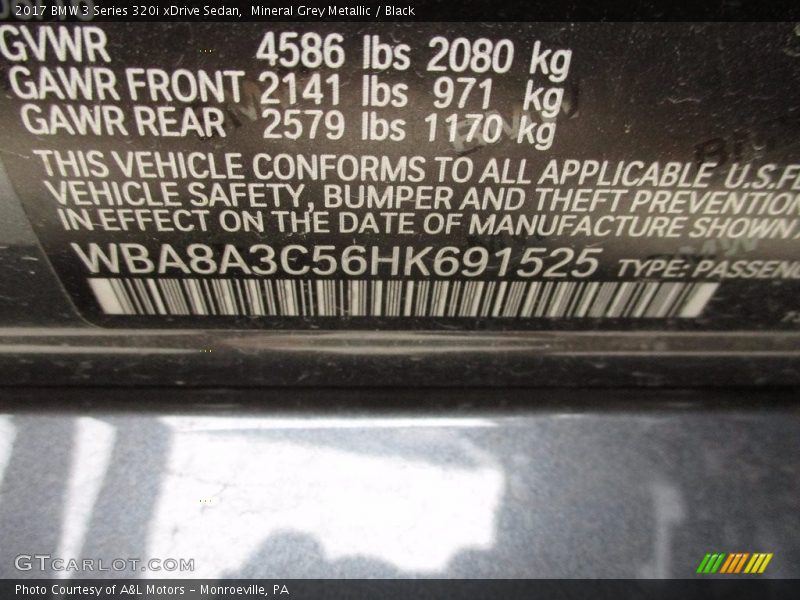 2017 BMW 3 Series 320i xDrive Sedan, Mineral Grey Metallic / Black
GVWR 4586 lbs 2080 kg
GAWR FRONT 2141 lbs 971 kg
GAWR REAR 2579 lbs 1170 kg
THIS VEHICLE CONFORMS TO ALL APPLICABLE U.S.
VEHICLE SAFETY, BUMPER AND THEFT PREVENTION
IN EFFECT ON THE DATE OF MANUFACTURE SHOWN
WBA8A3C56HK691525 TYPE: PASSENG
GTCARLOT.COM
Photo Courtesy of A&L Motors - Monroeville, PA